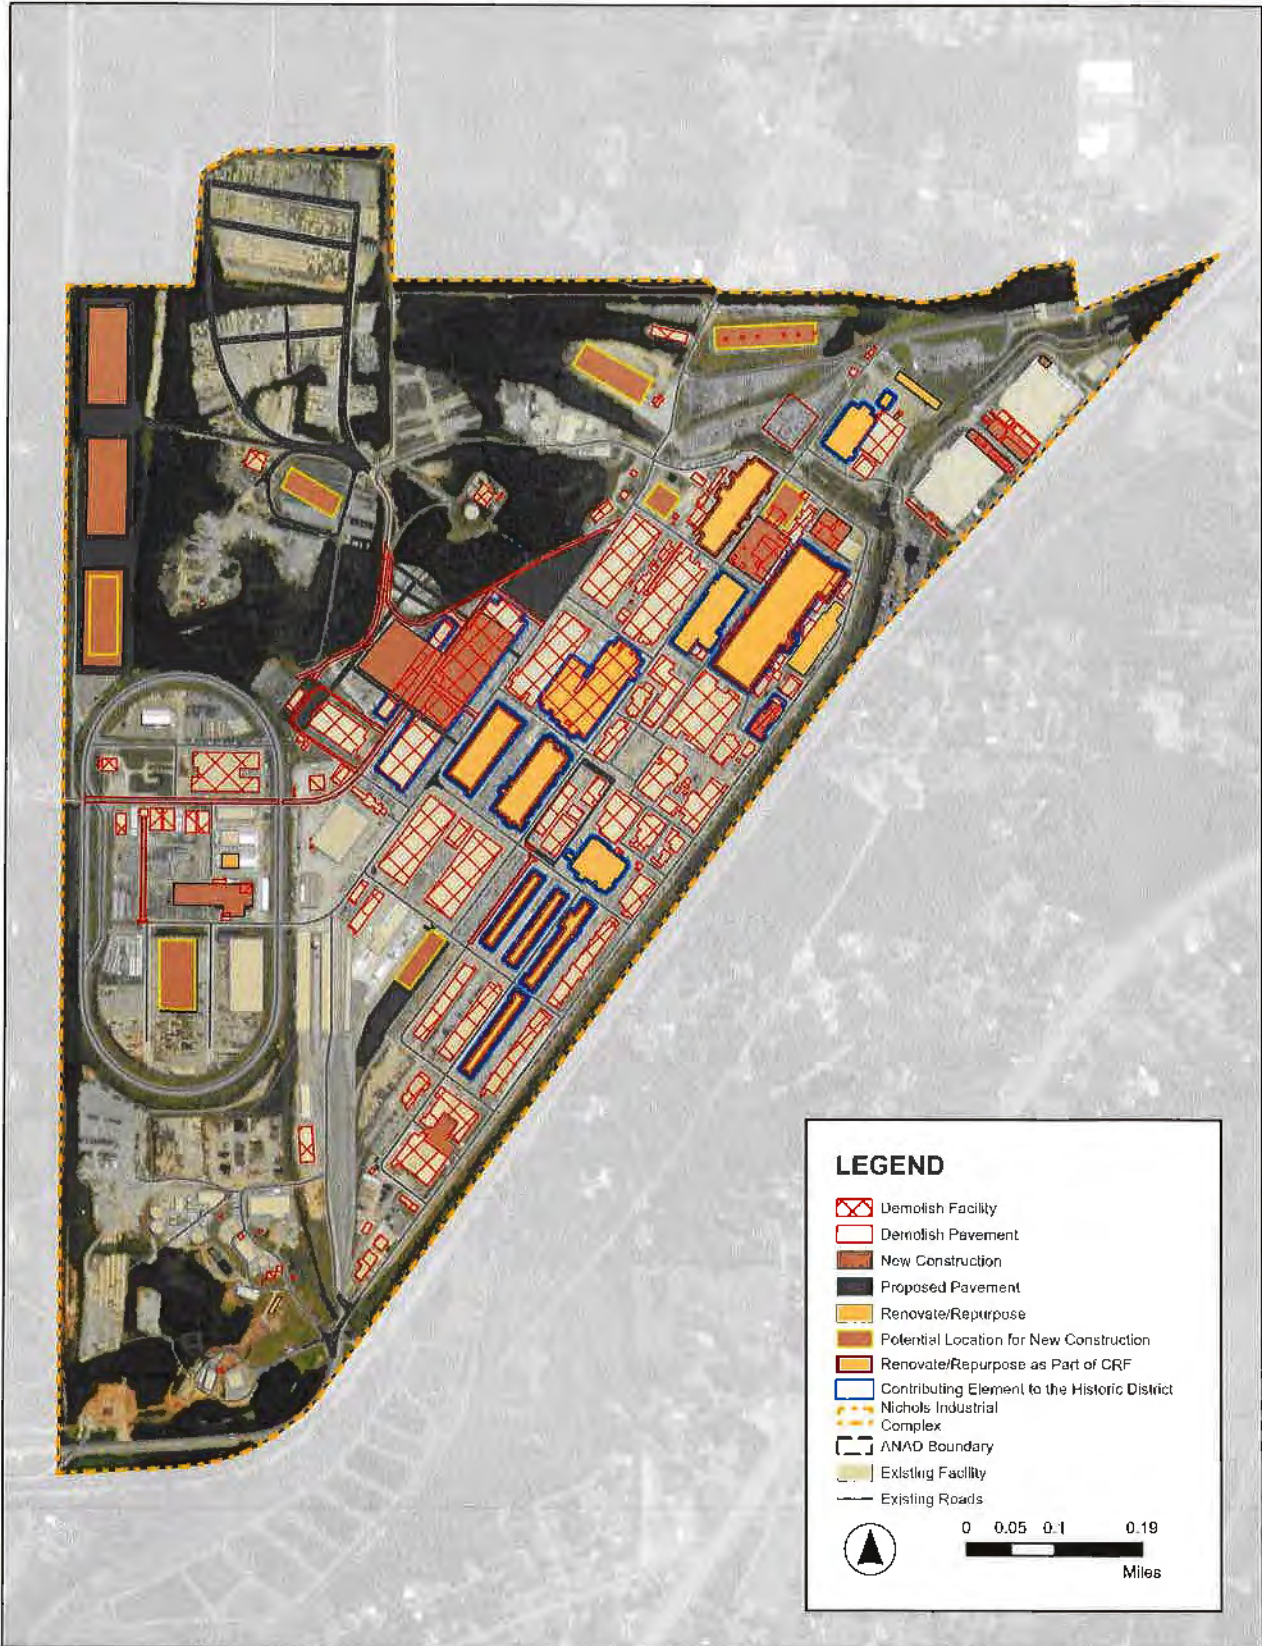 LEGEND
Demolish Facility
Demolish Pavement
New Construction
Proposed Pavement
Renovate/Repurpose
Potential Location for New Construction
Renovate/Repurpose as Part of CRF
Contributing Element to the Historic District
Nichols Industrial
Complex
ANAD Boundary
Existing Facility
Existing Roads
0 0.05 0.1 0.19
Miles